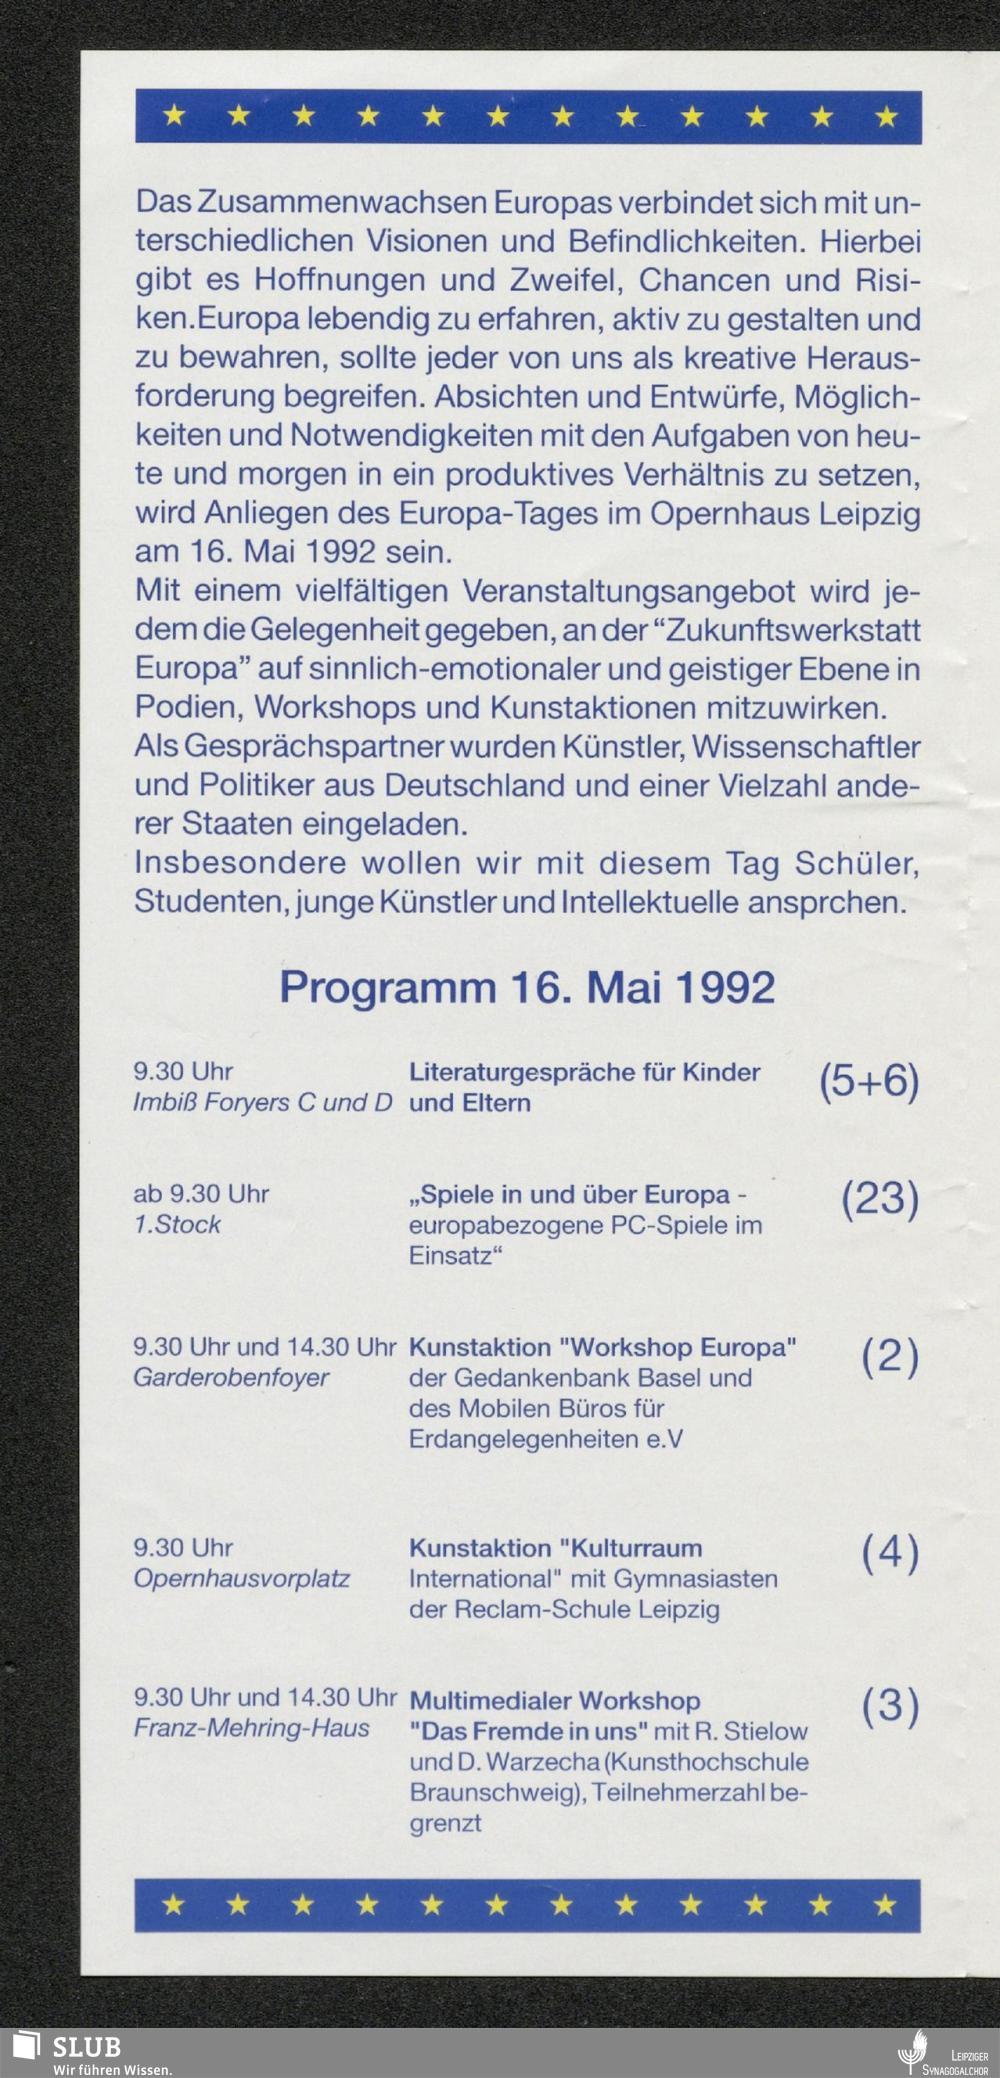 Das Zusammenwachsen Europas verbindet sich mit un-
terschiedlichen Visionen und Befindlichkeiten. Hierbei
gibt es Hoffnungen und Zweifel, Chancen und Risi-
ken.Europa lebendig zu erfahren, aktiv zu gestalten und
zu bewahren, sollte jeder von uns als kreative Heraus-
forderung begreifen. Absichten und Entwürfe, Möglich-
keiten und Notwendigkeiten mit den Aufgaben von heu-
te und morgen in ein produktives Verhältnis zu setzen,
wird Anliegen des Europa-Tages im Opernhaus Leipzig
am 16. Mai 1992 sein.
Mit einem vielfältigen Veranstaltungsangebot wird je-
dem die Gelegenheit gegeben, an der “Zukunftswerkstatt
Europa” auf sinnlich-emotionaler und geistiger Ebene in
Podien, Workshops und Kunstaktionen mitzuwirken.
Als Gesprächspartner wurden Künstler, Wissenschaftler
und Politiker aus Deutschland und einer Vielzahl ande-
rer Staaten eingeladen.
Insbesondere wollen wir mit diesem Tag Schüler,
Studenten, junge Künstler und Intellektuelle ansprchen.
Programm 16. Mai 1992
9.30 Uhr Literaturgespräche für Kinder (5+6)
Imbiß Foryers C und D und Eltern
ab 9.30 Uhr „Spiele in und über Europa - (23)
1.Stock europabezogene PC-Spiele im
Einsatz“
9.30 Uhr und 14.30 Uhr Kunstaktion "Workshop Europa" (2)
Garderobenfoyer der Gedankenbank Basel und
des Mobilen Büros für
Erdangelegenheiten e.V
9.30 Uhr Kunstaktion "Kulturraum (4)
Opernhausvorplatz International" mit Gymnasiasten
der Reclam-Schule Leipzig
9.30 Uhr und 14.30 Uhr Multimedialer Workshop (3)
Franz-Mehring-Haus "Das Fremde in uns" mit R. Stielow
und D. Warzecha (Kunsthochschule
Braunschweig), Teilnehmerzahl be-
grenzt
SLUB
Wir führen Wissen.
LEIPZIGER
SYNAGOGALCHOR